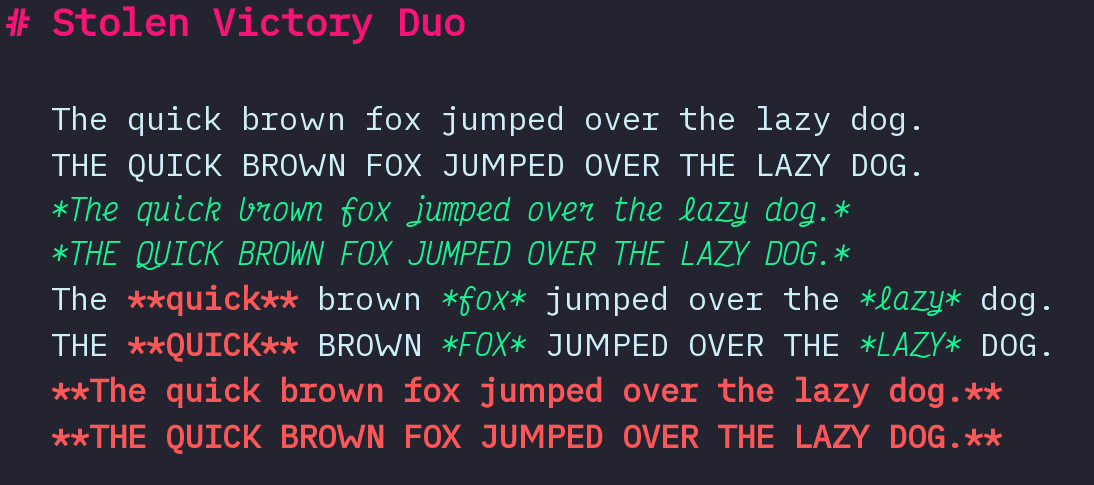 # Stolen Victory Duo
The quick brown fox jumped over the lazy dog.
THE QUICK BROWN FOX JUMPED OVER THE LAZY DOG.
*The quick brown fox jumped over the lazy dog.*
*THE QUICK BROWN FOX JUMPED OVER THE LAZY DOG.*
The **quick** brown *fox* jumped over the *lazy* dog.
THE **QUICK** BROWN *FOX* JUMPED OVER THE *LAZY* DOG.
**The quick brown fox jumped over the lazy dog.**
**THE QUICK BROWN FOX JUMPED OVER THE LAZY DOG.**